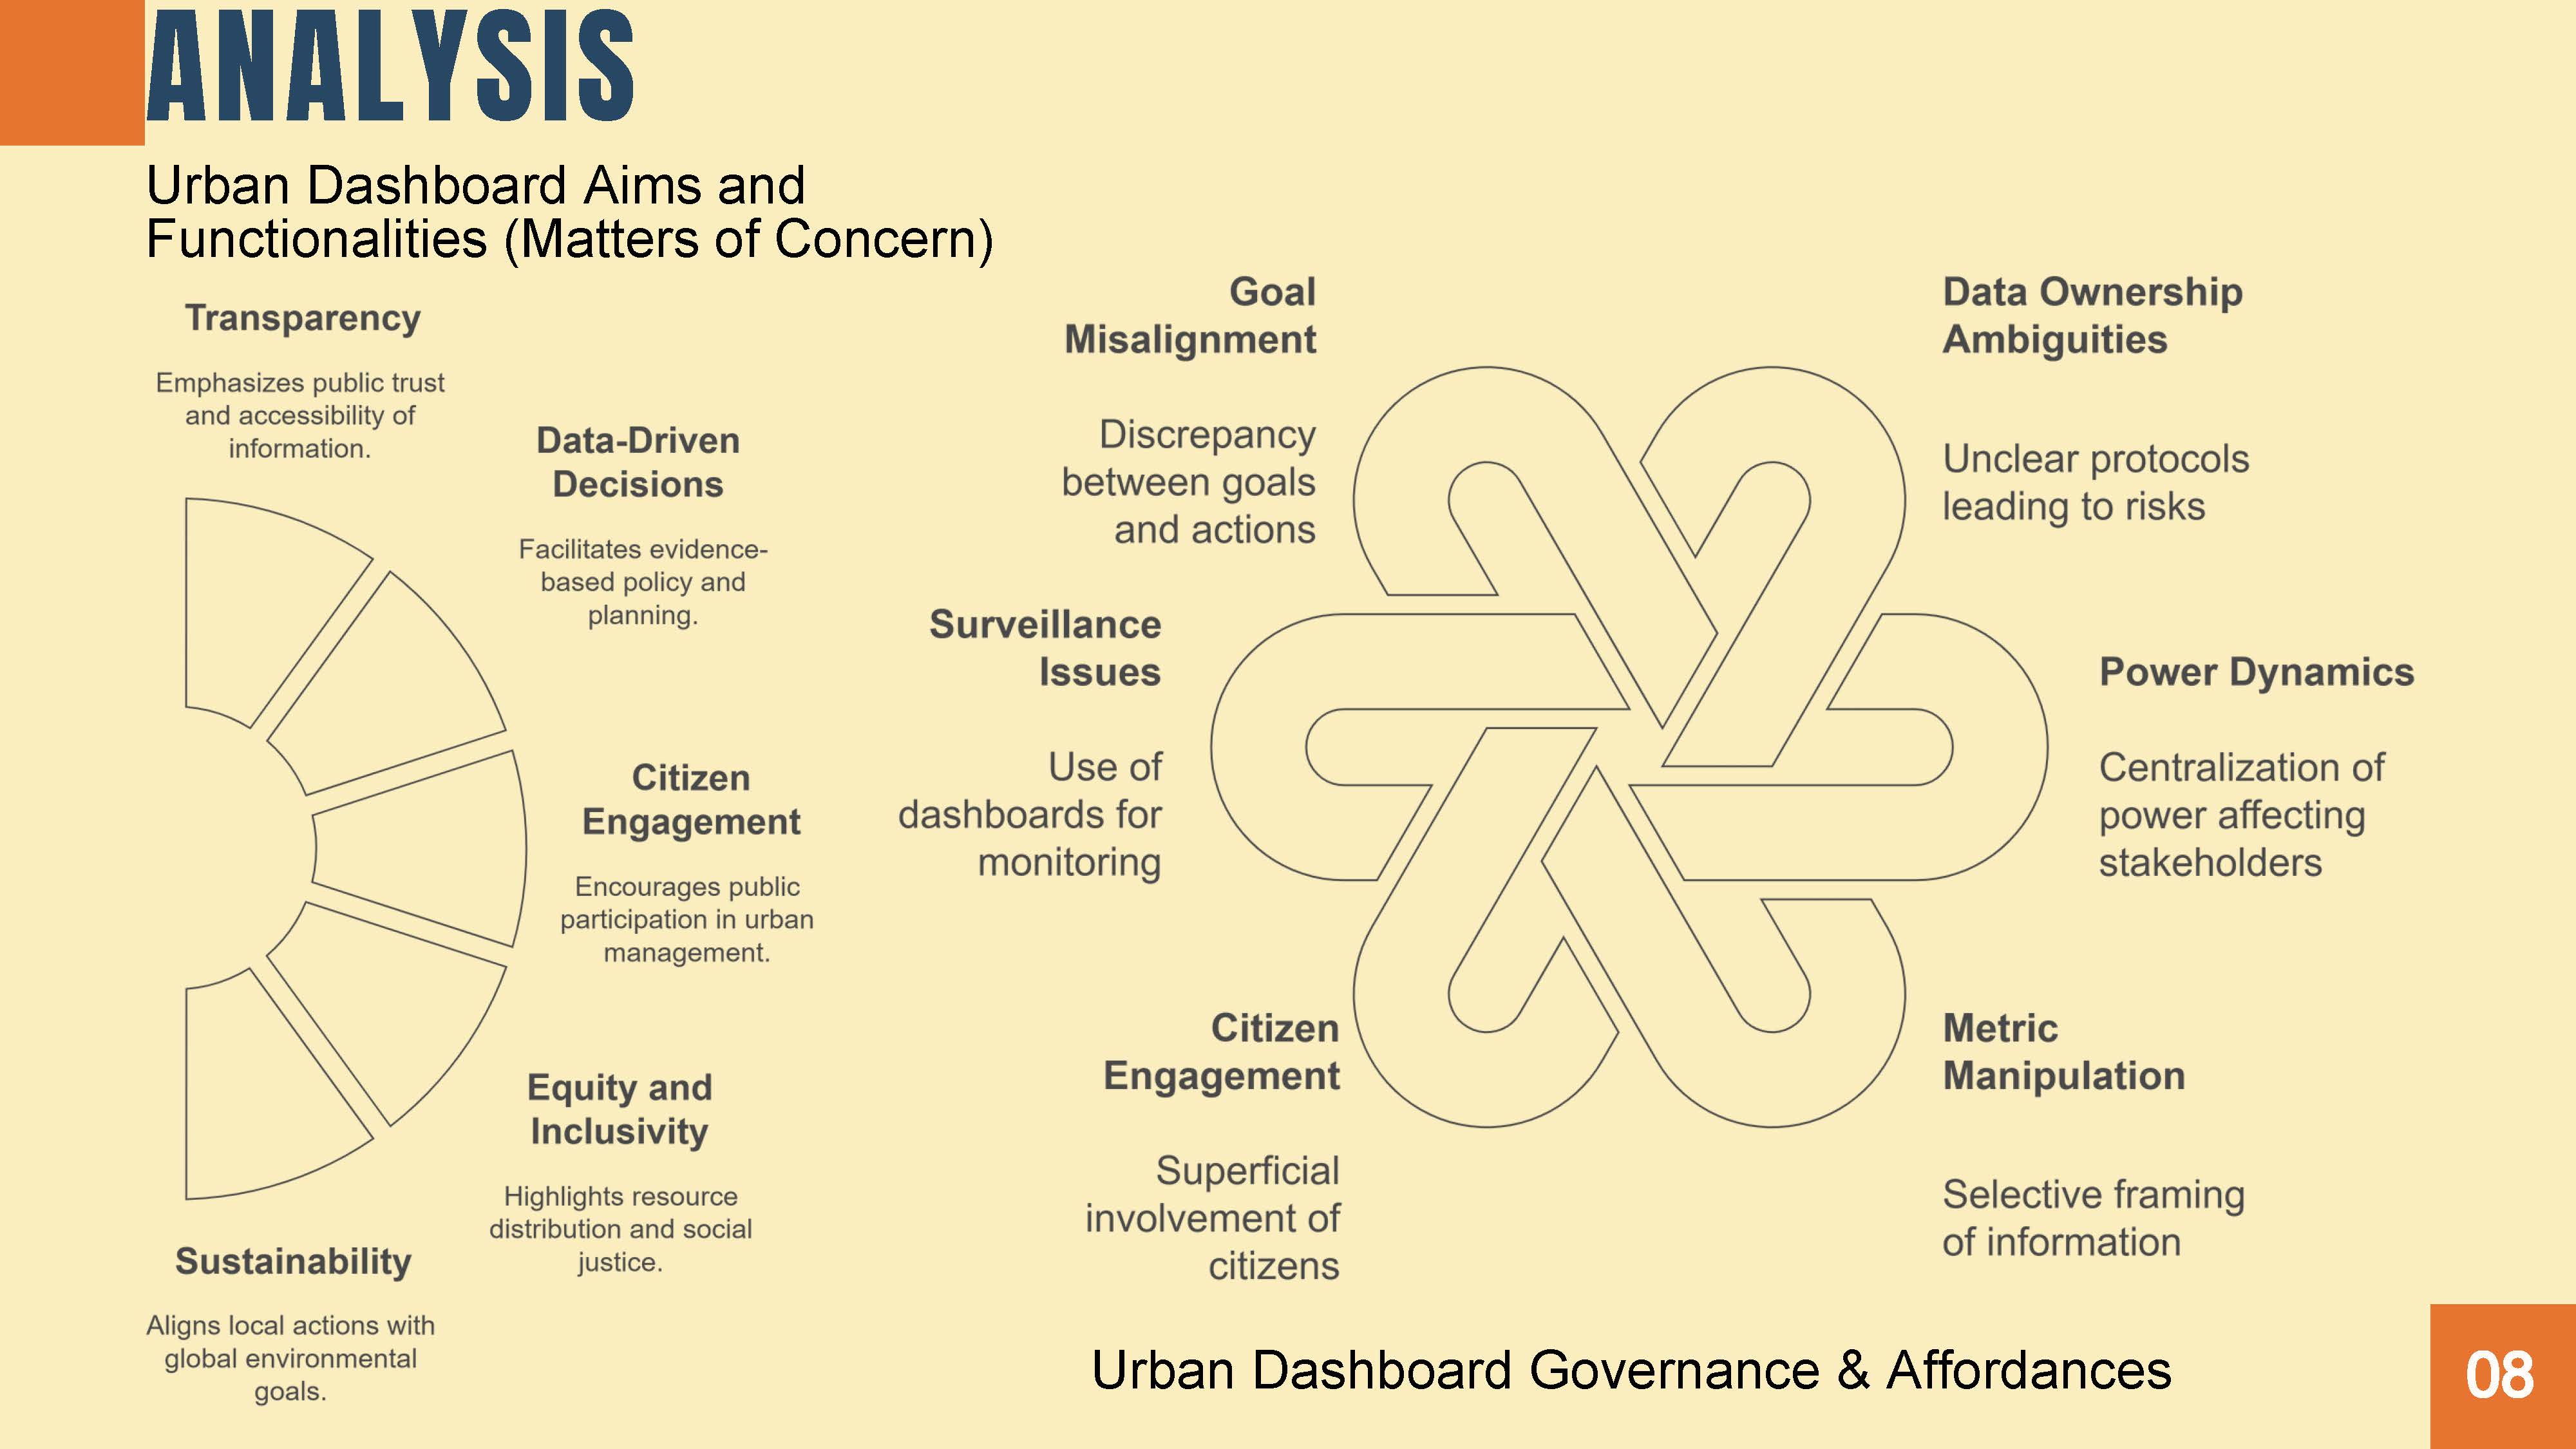 ANALYSIS
Urban Dashboard Aims and
Functionalities (Matters of Concern)
Transparency
Emphasizes public trust
and accessibility of
information.
Data-Driven
Decisions
Facilitates evidence-
based policy and
planning.
Citizen
Engagement
Encourages public
participation in urban
management.
Equity and
Inclusivity
Highlights resource
distribution and social
justice.
Sustainability
Aligns local actions with
global environmental
goals.
Goal
Misalignment
Discrepancy
between goals
and actions
Data Ownership
Ambiguities
Unclear protocols
leading to risks
Surveillance
Issues
Use of
dashboards for
monitoring
Power Dynamics
Centralization of
power affecting
stakeholders
Citizen
Engagement
Superficial
involvement of
citizens
Metric
Manipulation
Selective framing
of information
Urban Dashboard Governance & Affordances
08